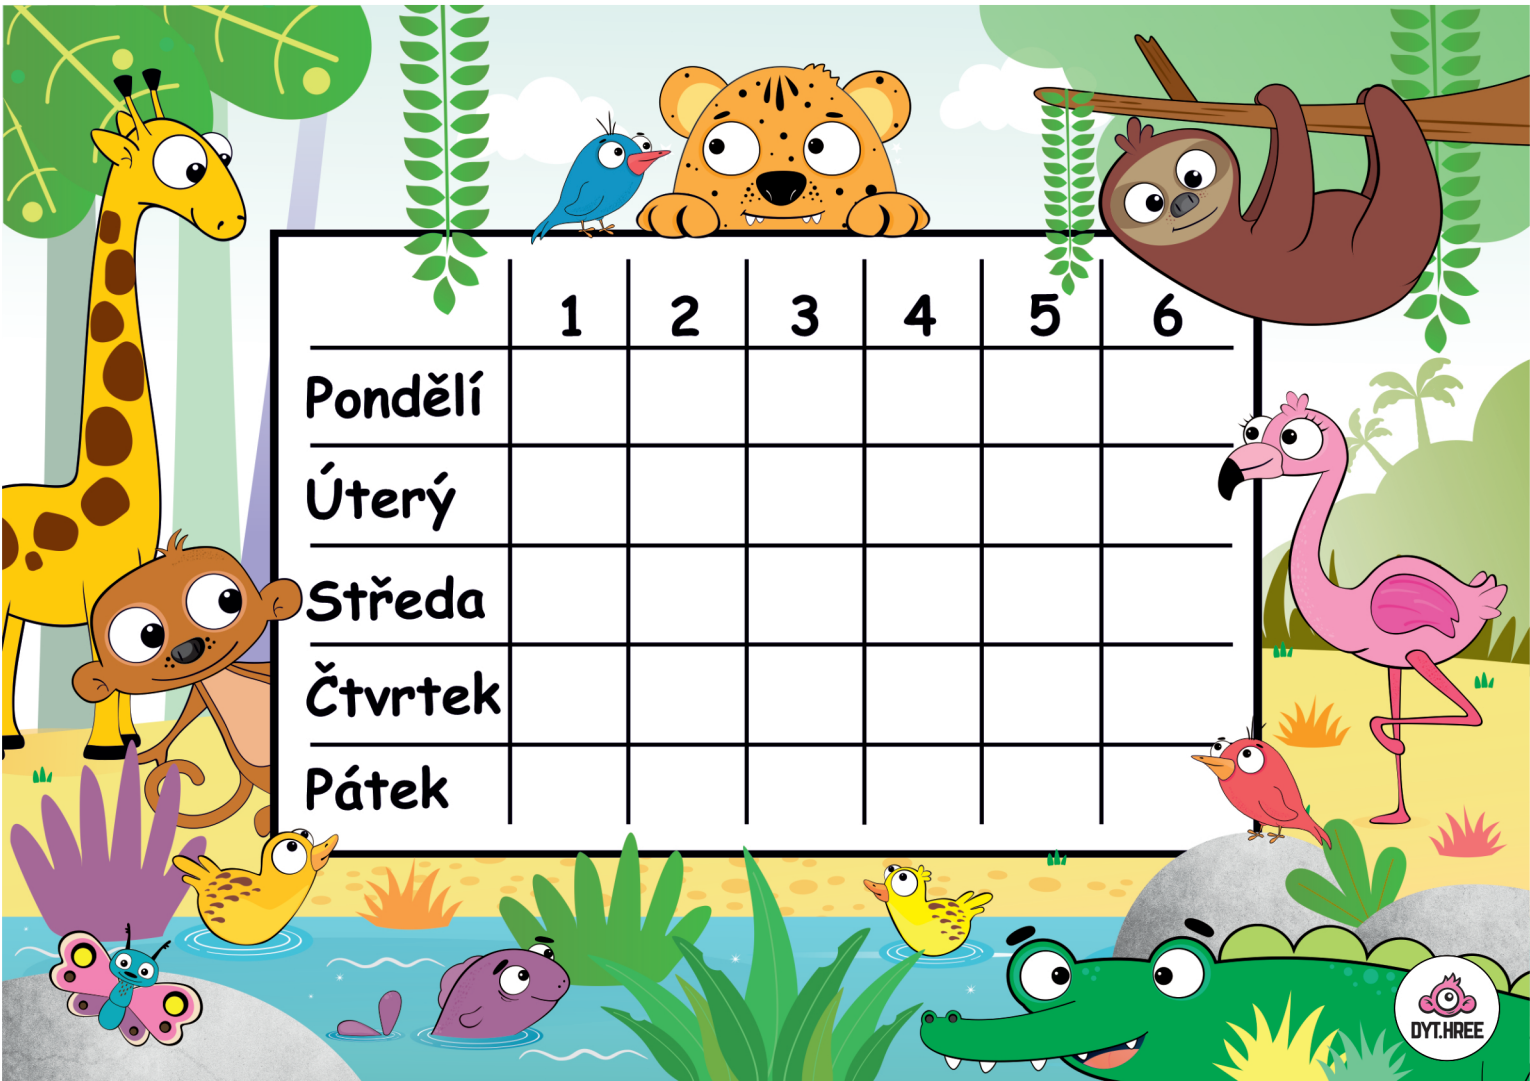 1 2 3 4 5 6
Pondělí
Úterý
Středa
Čtvrtek
Pátek
DYT.HREE